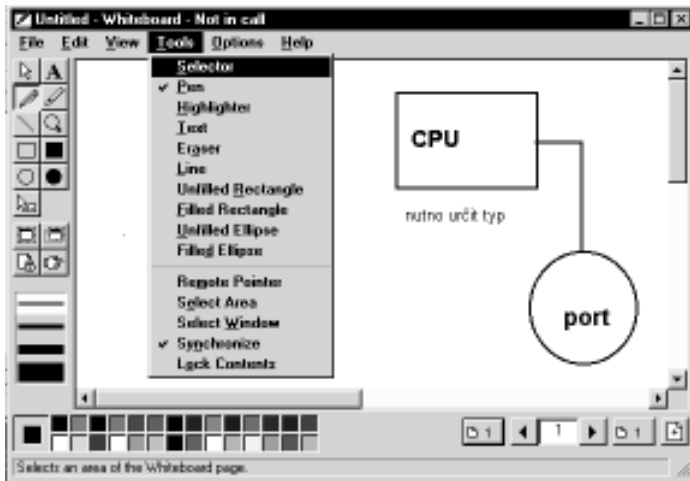 Untitled - Whiteboard - Not in call
File Edit View Tools Options Help
A
Selector
Pen
Highlighter
Text
Eraser
Line
Unfilled Rectangle
Filled Rectangle
Unfilled Ellipse
Filled Ellipse
Remote Pointer
Select Area
Select Window
Synchronize
Lock Contents
CPU
nutno určit typ
port
1 1 1
Selects an area of the Whiteboard page.